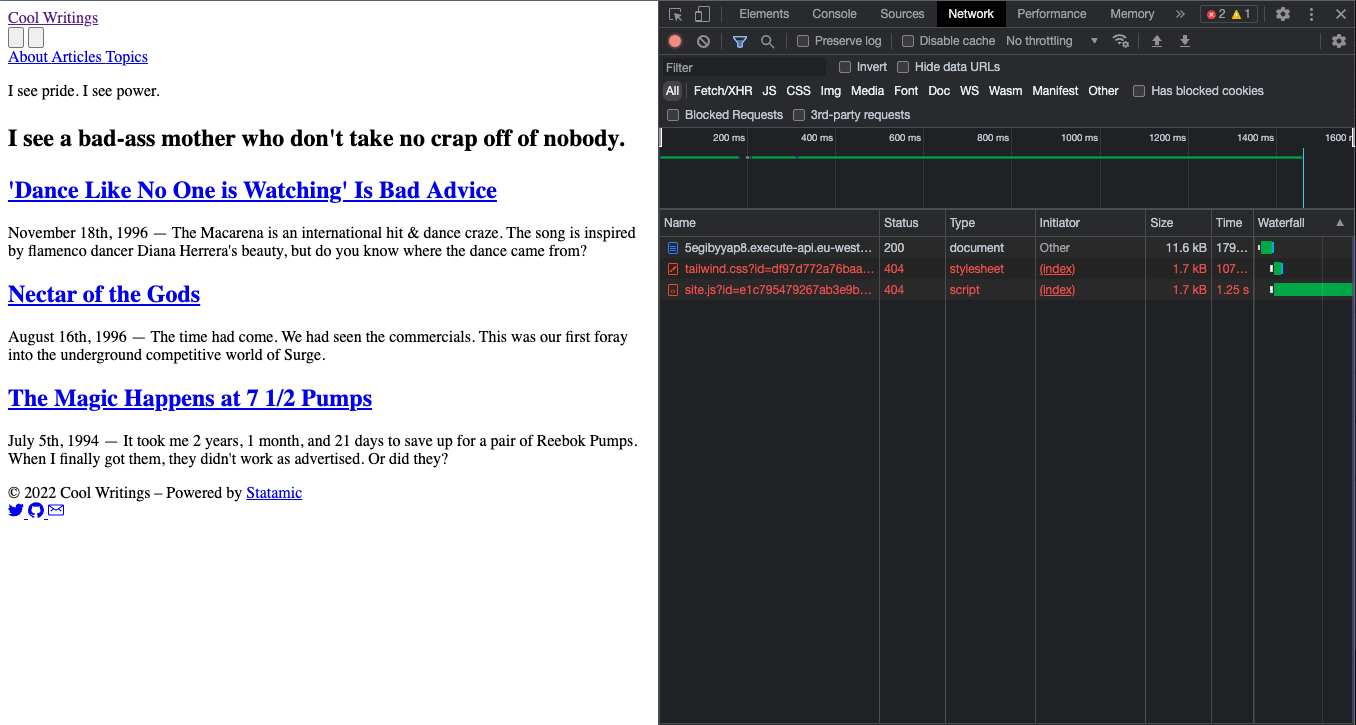 Cool Writings
About Articles Topics
I see pride. I see power.
I see a bad-ass mother who don't take no crap off of nobody.
'Dance Like No One is Watching' Is Bad Advice
November 18th, 1996 — The Macarena is an international hit & dance craze. The song is inspired
by flamenco dancer Diana Herrera's beauty, but do you know where the dance came from?
Nectar of the Gods
August 16th, 1996 — The time had come. We had seen the commercials. This was our first foray
into the underground competitive world of Surge.
The Magic Happens at 7 1/2 Pumps
July 5th, 1994 — It took me 2 years, 1 month, and 21 days to save up for a pair of Reebok Pumps.
When I finally got them, they didn't work as advertised. Or did they?
© 2022 Cool Writings – Powered by Statamic
Elements Console Sources Network Performance Memory » 2 1
Preserve log Disable cache No throttling
Filter Invert Hide data URLs
All Fetch/XHR JS CSS Img Media Font Doc WS Wasm Manifest Other Has blocked cookies
Blocked Requests 3rd-party requests
200 ms 400 ms 600 ms 800 ms 1000 ms 1200 ms 1400 ms 1600 r
Name Status Type Initiator Size Time Waterfall
5egibyyap8.execute-api.eu-west… 200 document Other 11.6 kB 179…
tailwind.css?id=df97d772a76baa… 404 stylesheet (index) 1.7 kB 107…
site.js?id=e1c795479267ab3e9b… 404 script (index) 1.7 kB 1.25 s